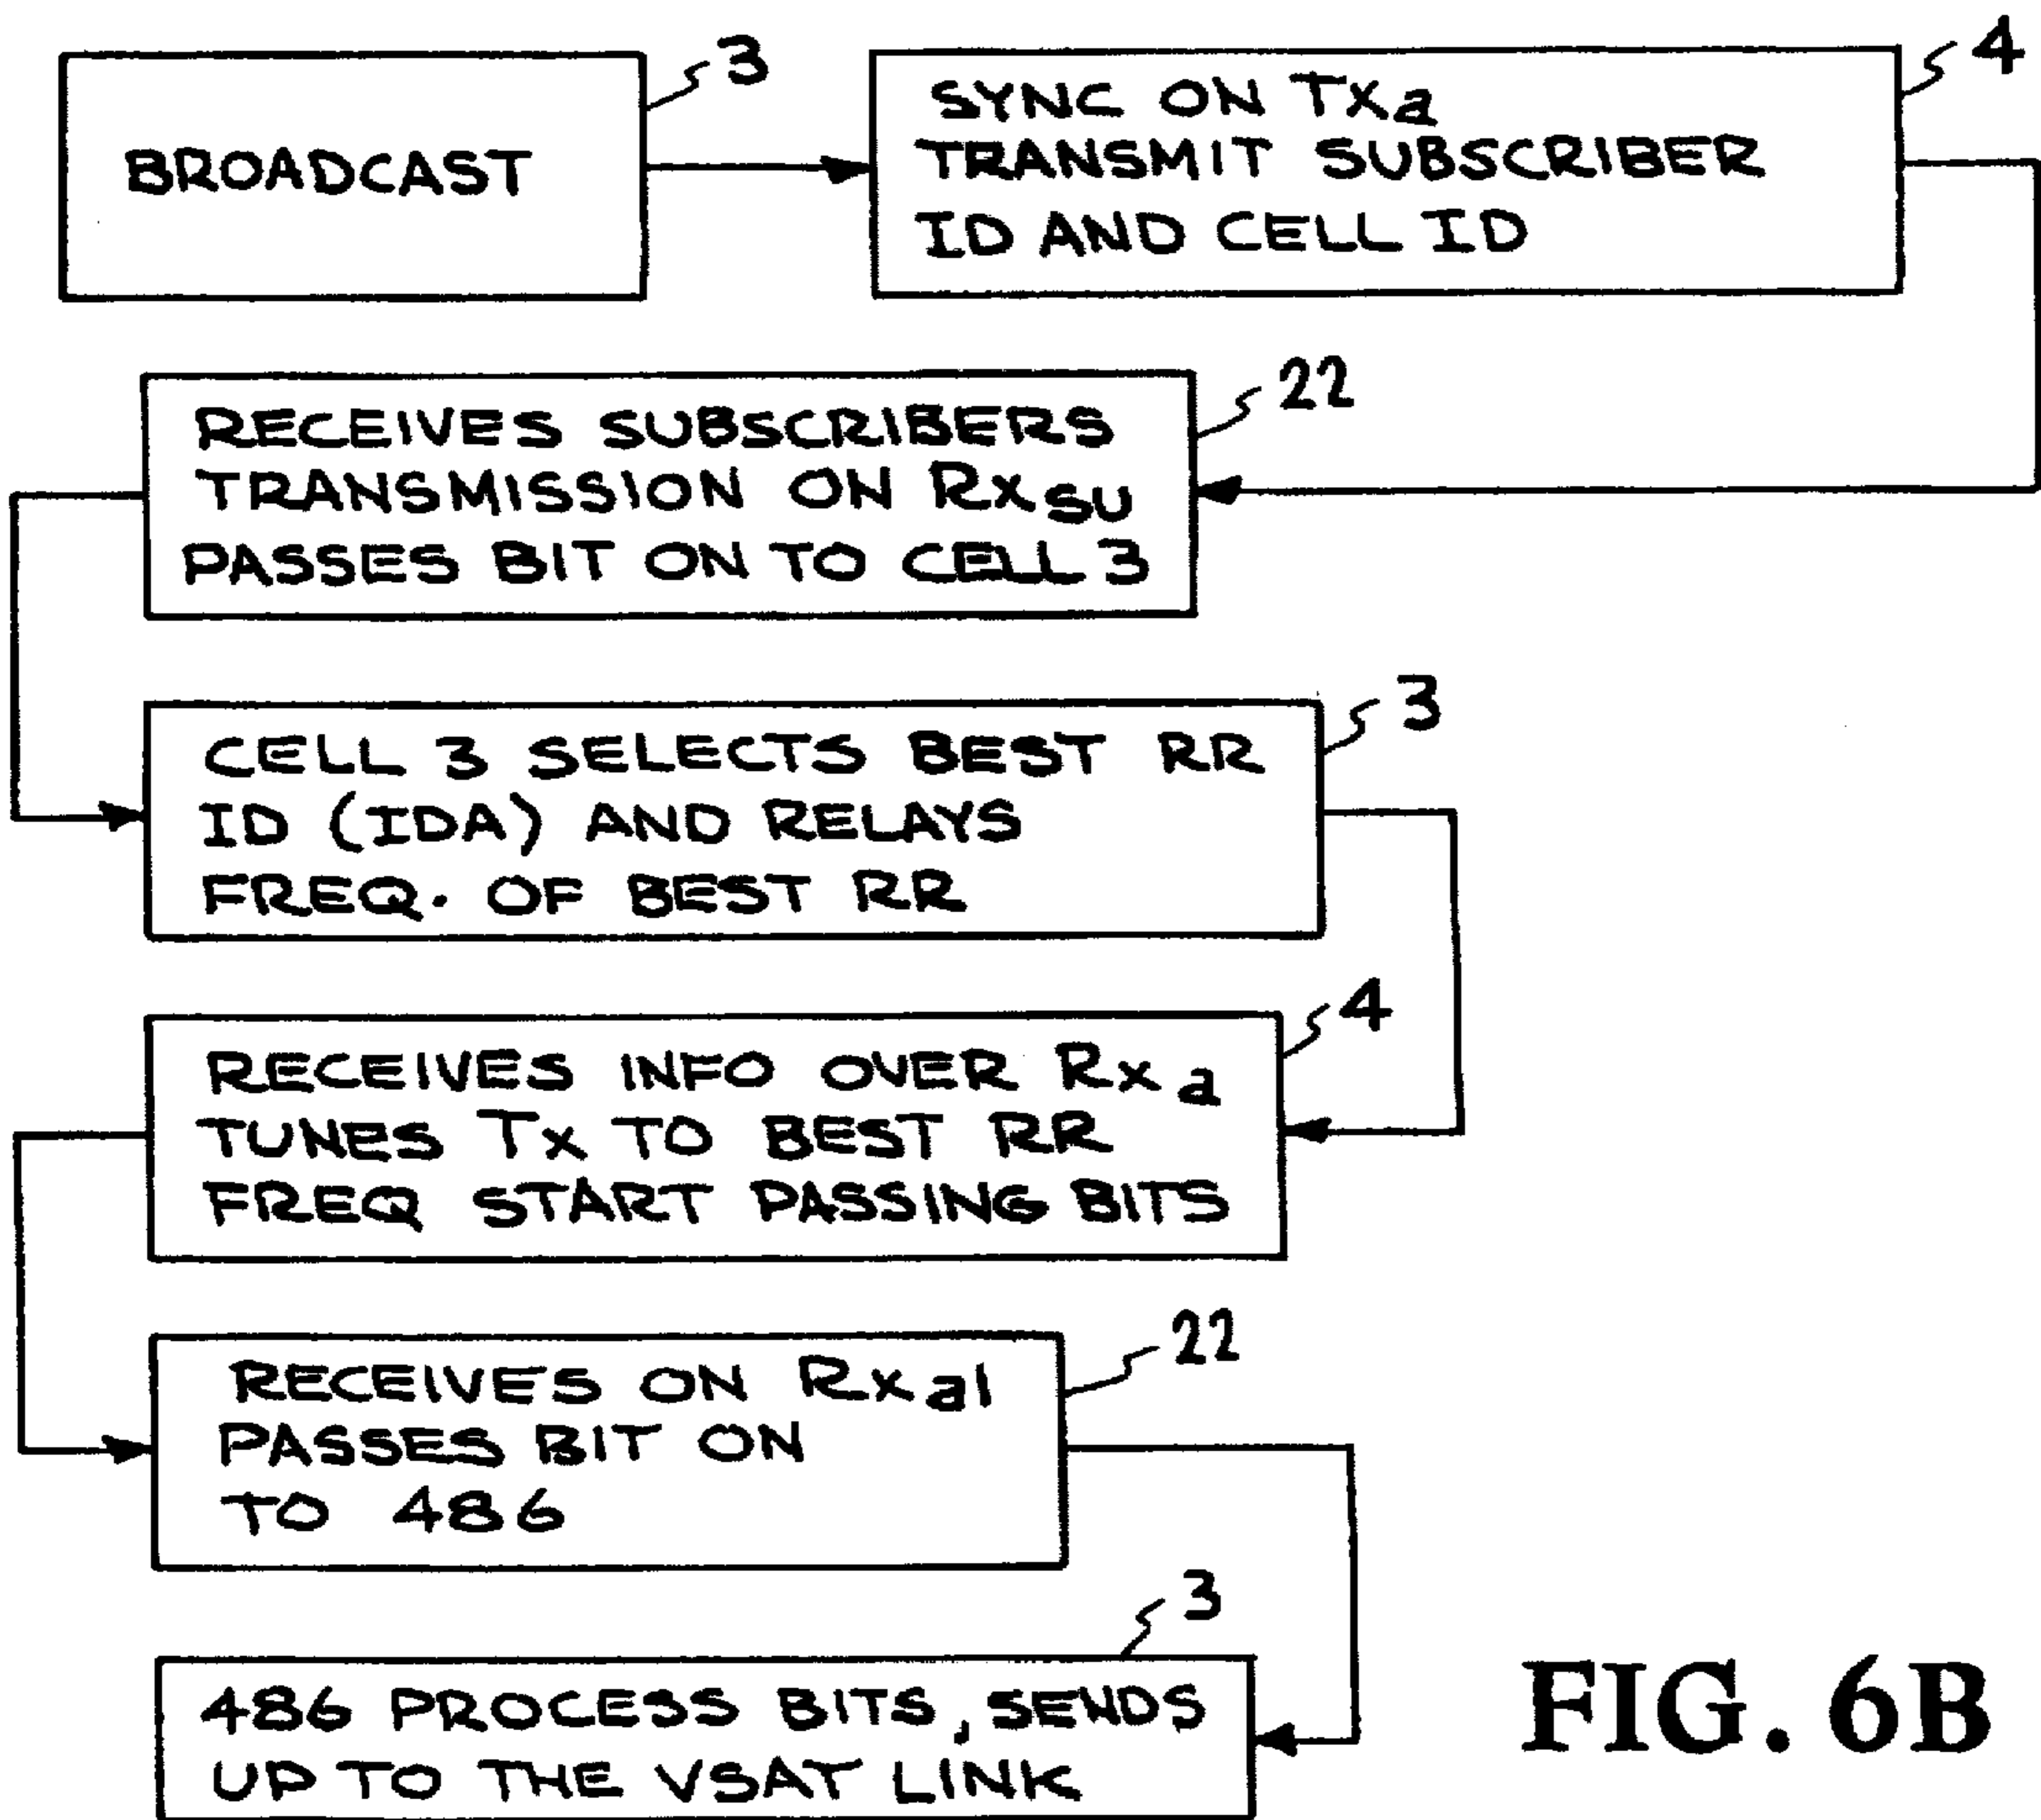 3
BROADCAST
4
SYNC ON Txa
TRANSMIT SUBSCRIBER
ID AND CELL ID
22
RECEIVES SUBSCRIBERS
TRANSMISSION ON RxSU
PASSES BIT ON TO CELL 3
3
CELL 3 SELECTS BEST RR
ID (IDA) AND RELAYS
FREQ. OF BEST RR
4
RECEIVES INFO OVER Rxa
TUNES Tx TO BEST RR
FREQ START PASSING BITS
22
RECEIVES ON Rxa1
PASSES BIT ON
TO 486
3
486 PROCESS BITS, SENDS
UP TO THE VSAT LINK
FIG. 6B